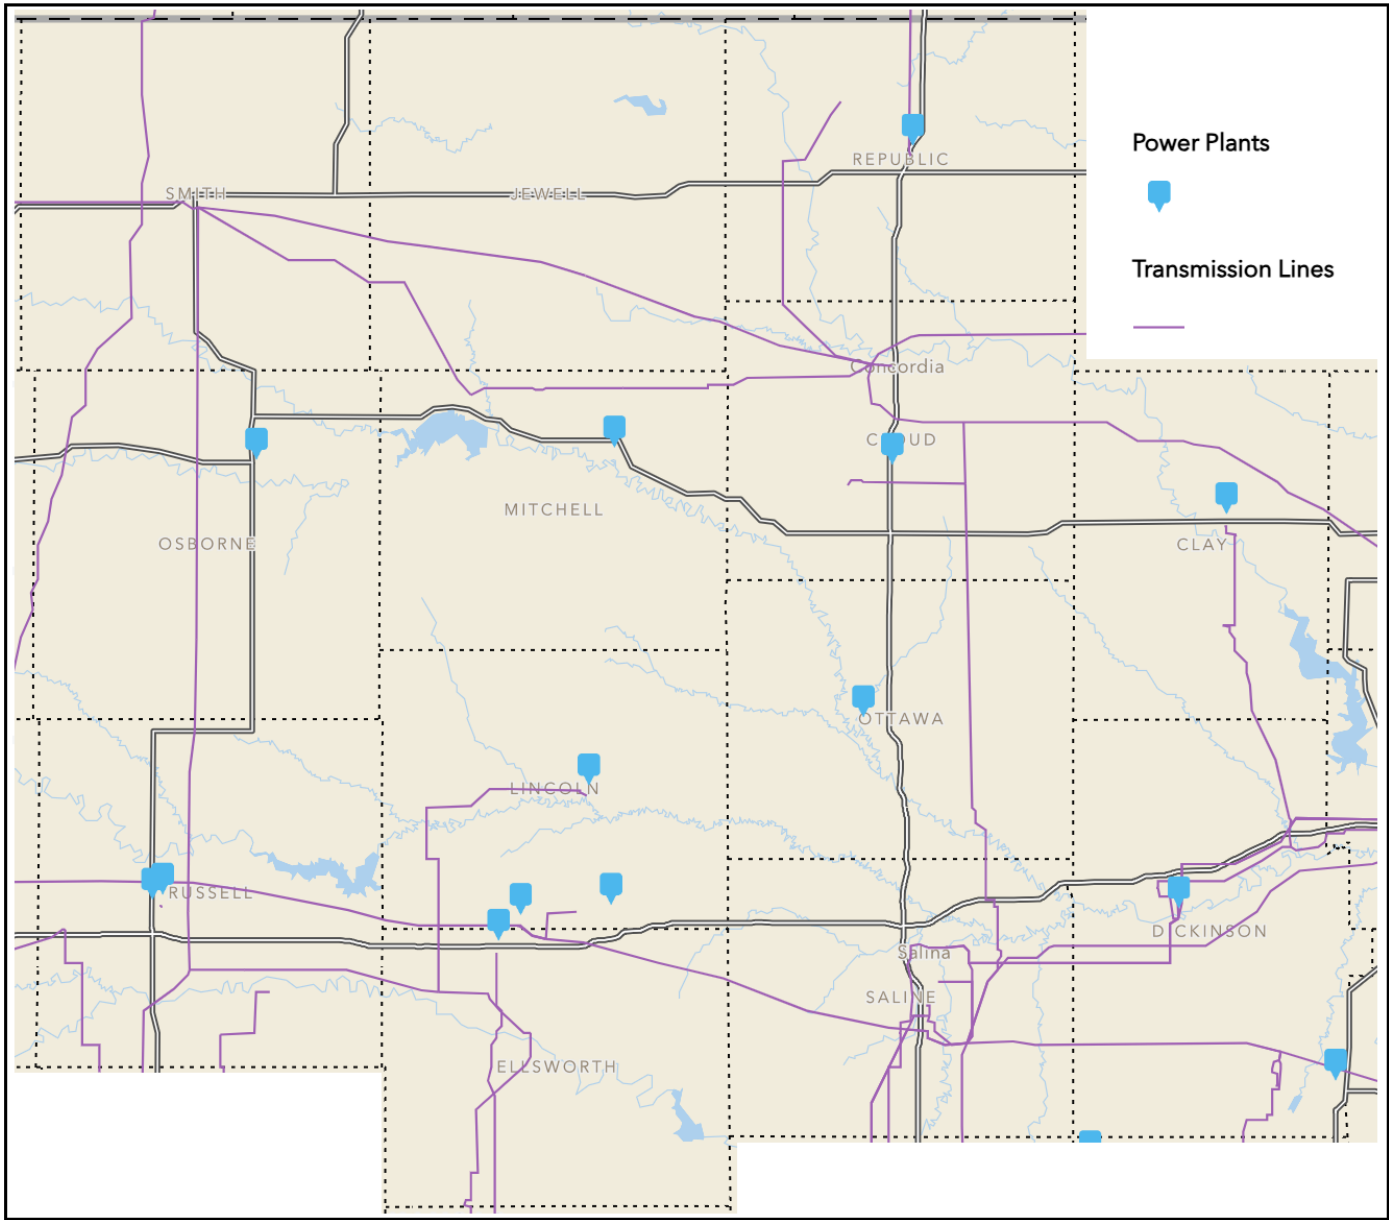 Power Plants
REPUBLIC
SMITH
JEWELL
Transmission Lines
Concordia
CLOUD
MITCHELL
OSBORNE
CLAY
OTTAWA
LINCOLN
RUSSELL
DICKINSON
Salina
SALINE
ELLSWORTH